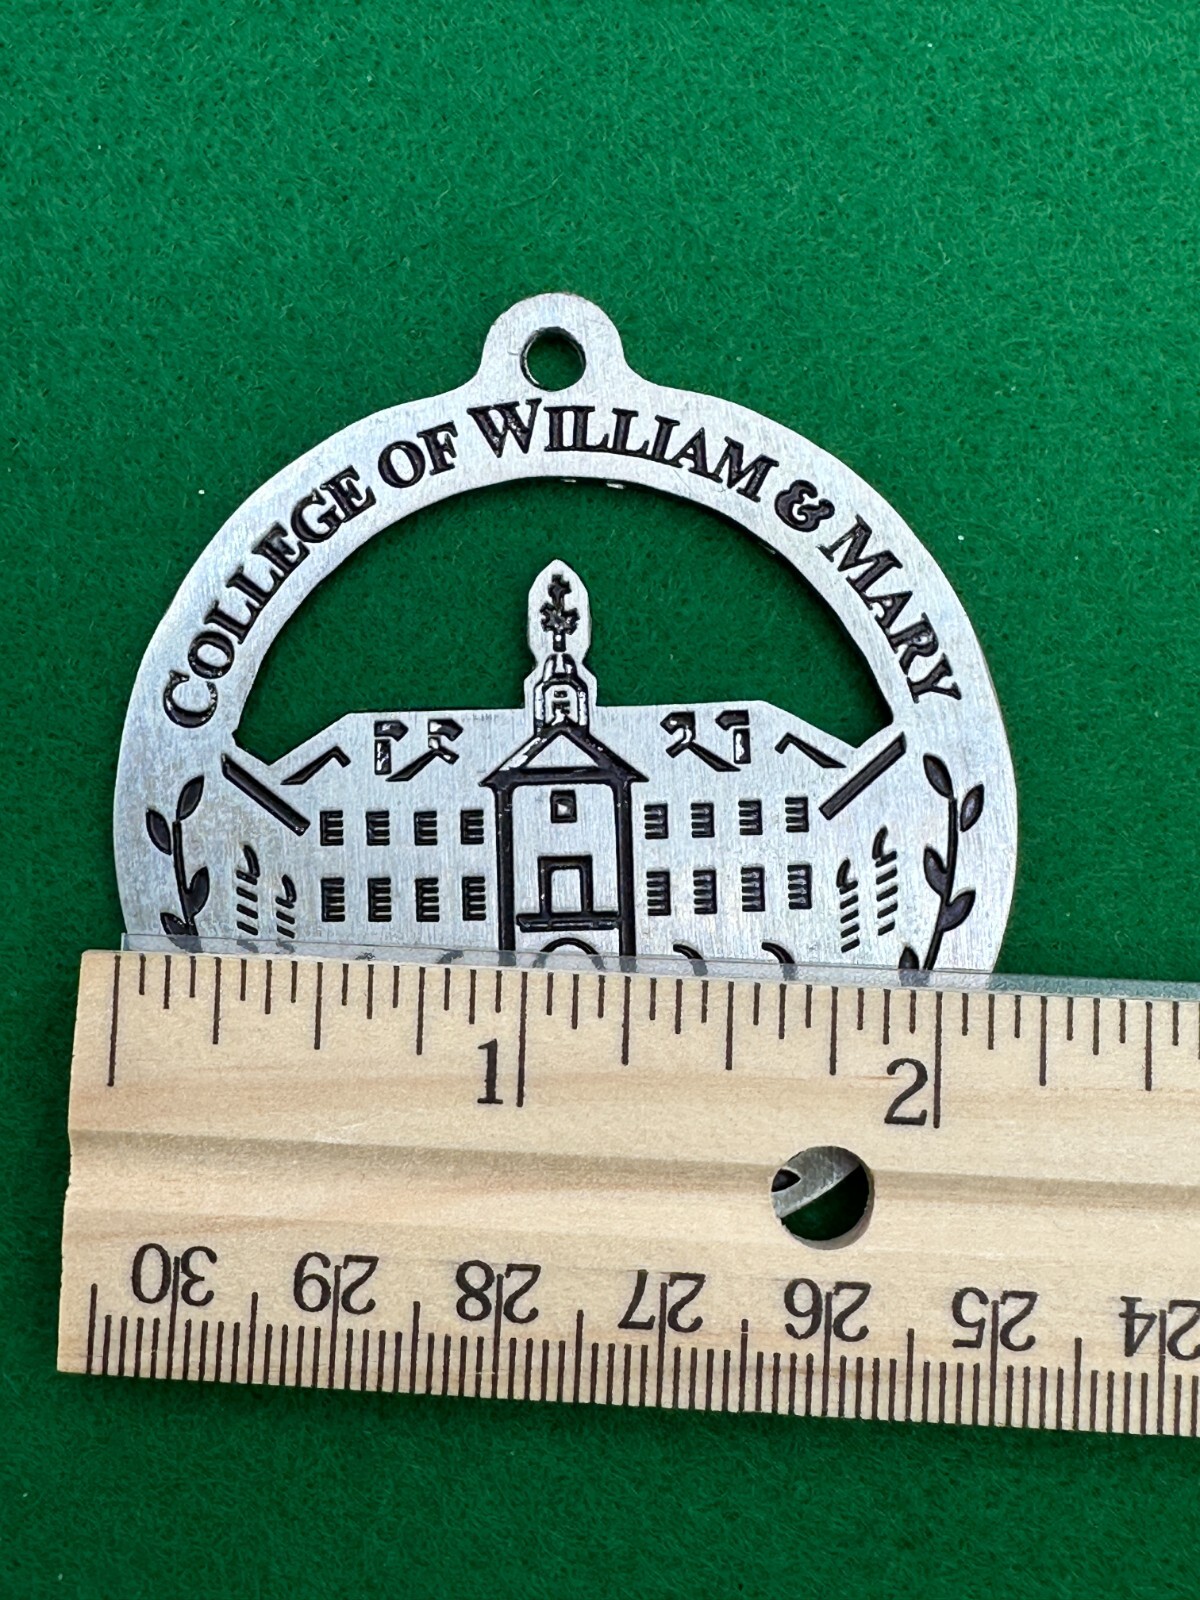 COLLEGE OF WILLIAM & MARY
1 2
30 29 28 27 26 25 24